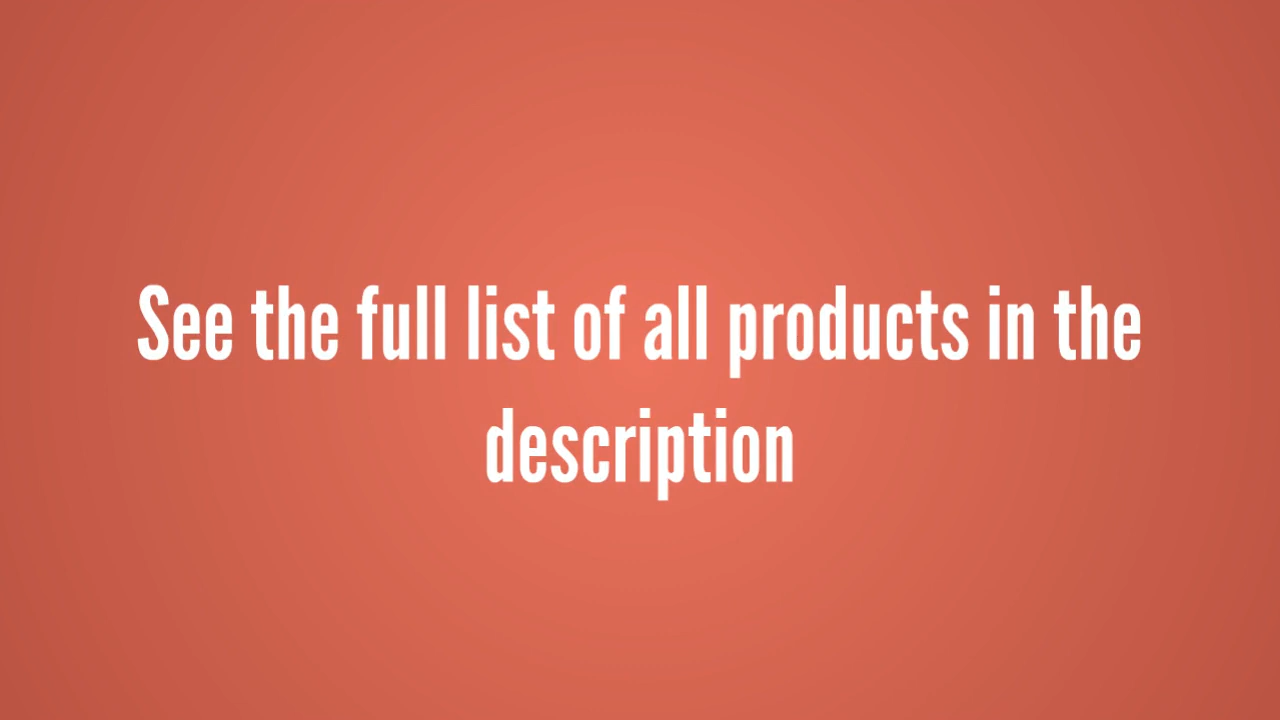 See the full list of all products in the
description